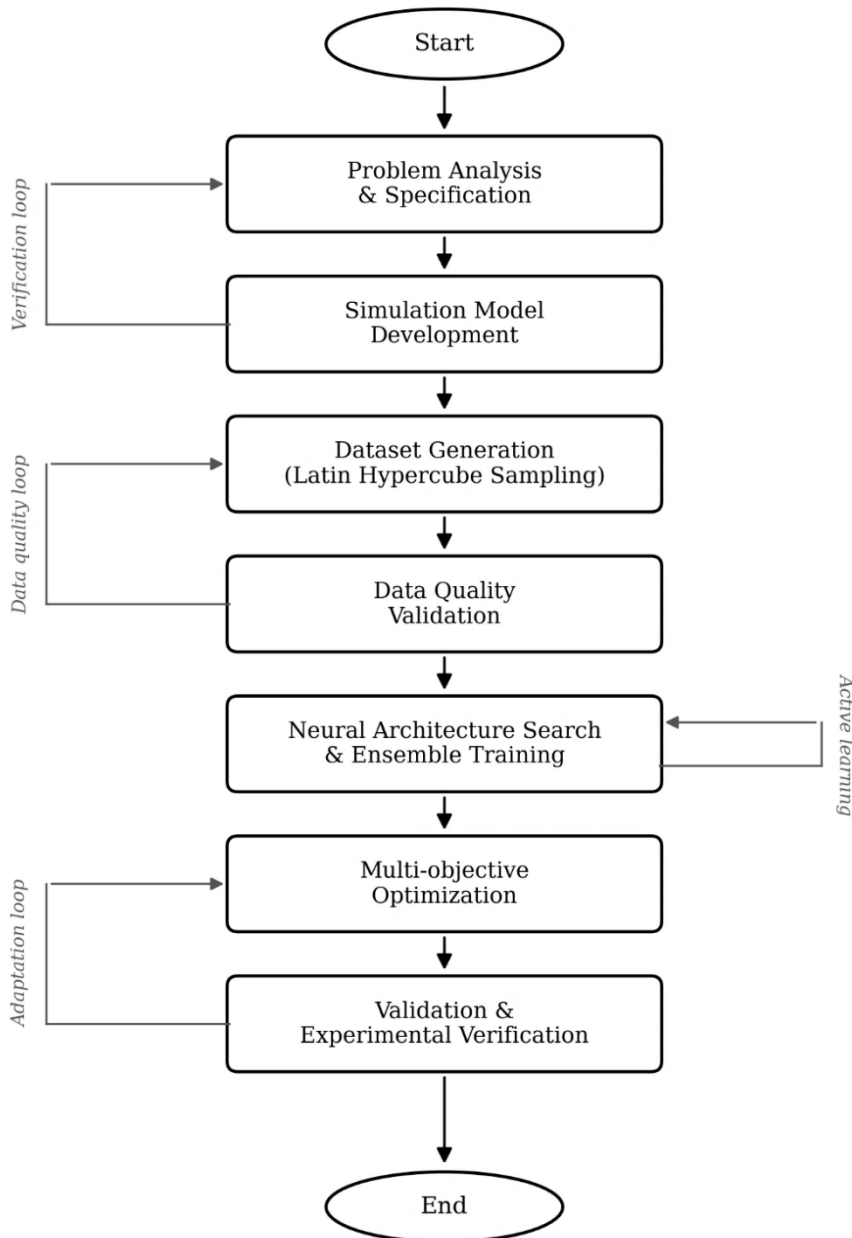 Start
Problem Analysis
& Specification
Verification loop
Simulation Model
Development
Dataset Generation
(Latin Hypercube Sampling)
Data quality loop
Data Quality
Validation
Neural Architecture Search
& Ensemble Training
Active learning
Multi-objective
Optimization
Adaptation loop
Validation &
Experimental Verification
End